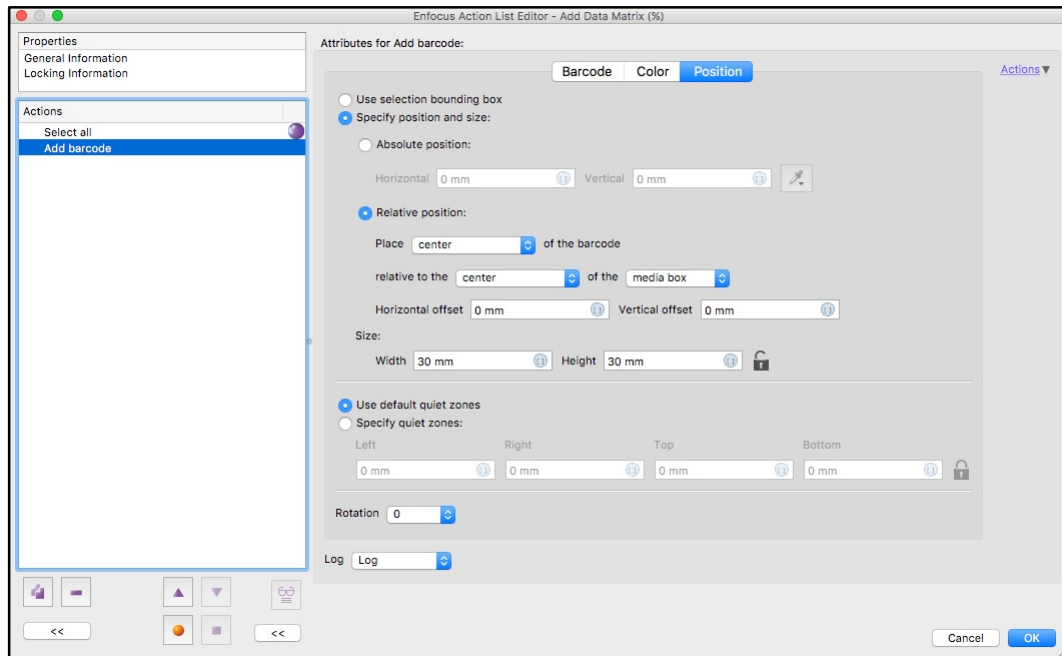 Enfocus Action List Editor - Add Data Matrix (%)
Properties
General Information
Locking Information
Actions
Select all
Add barcode
<<
<<
Attributes for Add barcode:
Actions▼
Barcode Color Position
Use selection bounding box
Specify position and size:
Absolute position:
Horizontal 0 mm Vertical 0 mm
Relative position:
Place center of the barcode
relative to the center of the media box
Horizontal offset 0 mm Vertical offset 0 mm
Size:
Width 30 mm Height 30 mm
Use default quiet zones
Specify quiet zones:
Left Right Top Bottom
0 mm 0 mm 0 mm 0 mm
Rotation 0
Log Log
Cancel OK